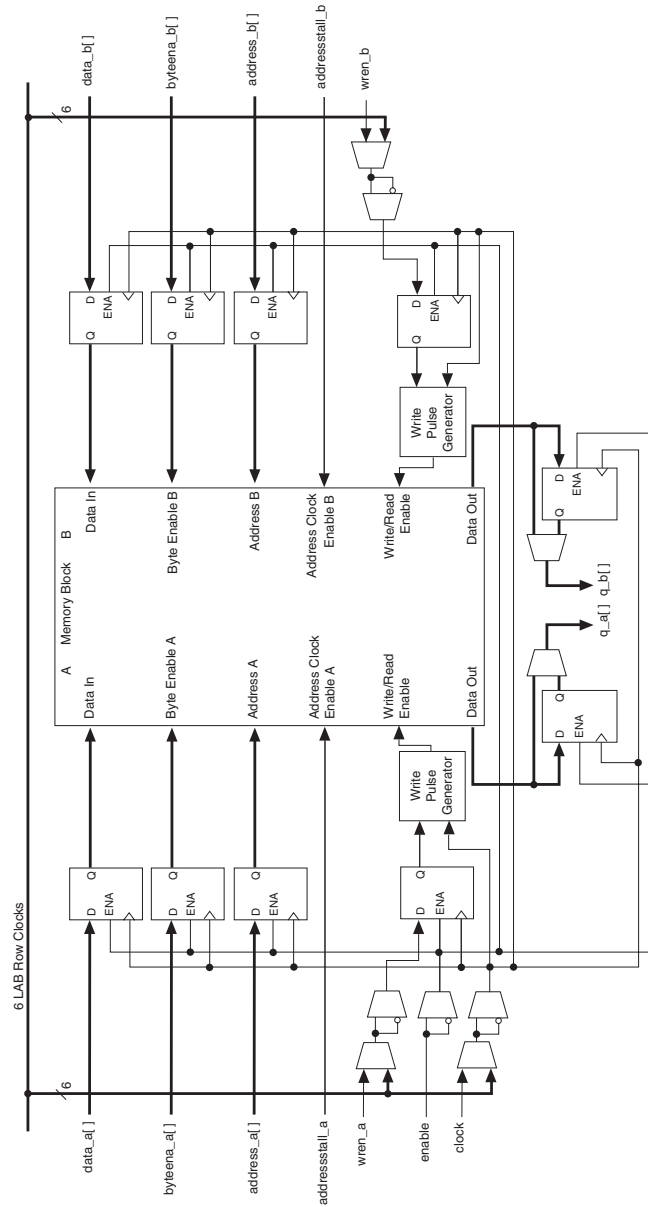 6 LAB Row Clocks
6
6
data_a[ ]
byteena_a[ ]
address_a[ ]
addressstall_a
wren_a
enable
clock
data_b[ ]
byteena_b[ ]
address_b[ ]
addressstall_b
wren_b
D
Q
ENA
D
Q
ENA
D
Q
ENA
D
Q
ENA
Write
Pulse
Generator
A
Memory Block
B
Data In
Data In
Byte Enable A
Byte Enable B
Address A
Address B
Address Clock
Enable A
Address Clock
Enable B
Write/Read
Enable
Write/Read
Enable
Data Out
Data Out
Q
D
ENA
Q
D
ENA
Q
D
ENA
Q
D
ENA
Write
Pulse
Generator
D
Q
ENA
q_a[ ]
q_b[ ]
Q
D
ENA